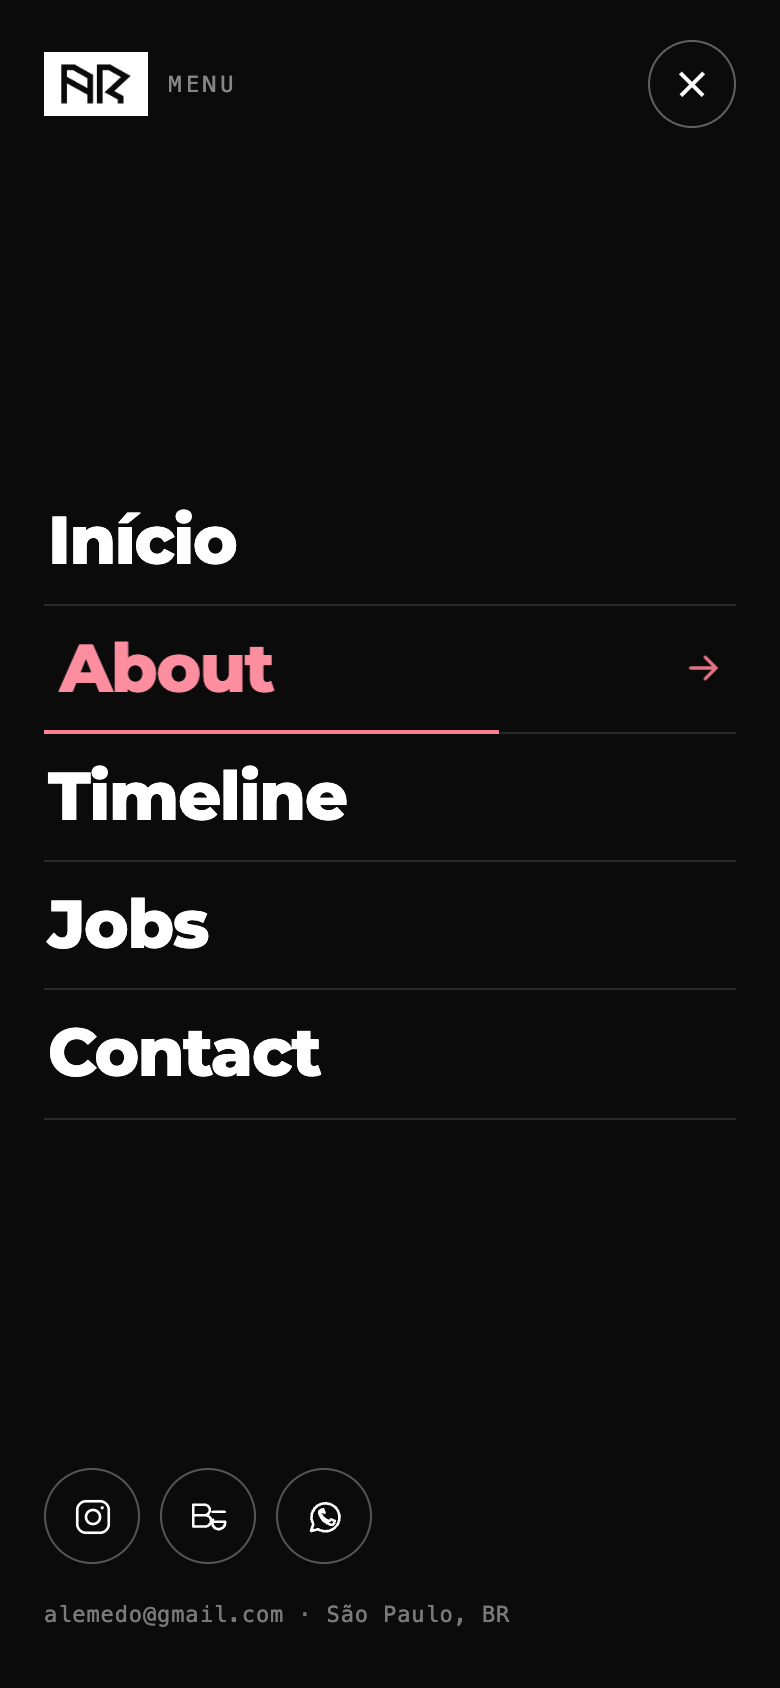 AR MENU
Início
About
Timeline
Jobs
Contact
alemedo@gmail.com · São Paulo, BR